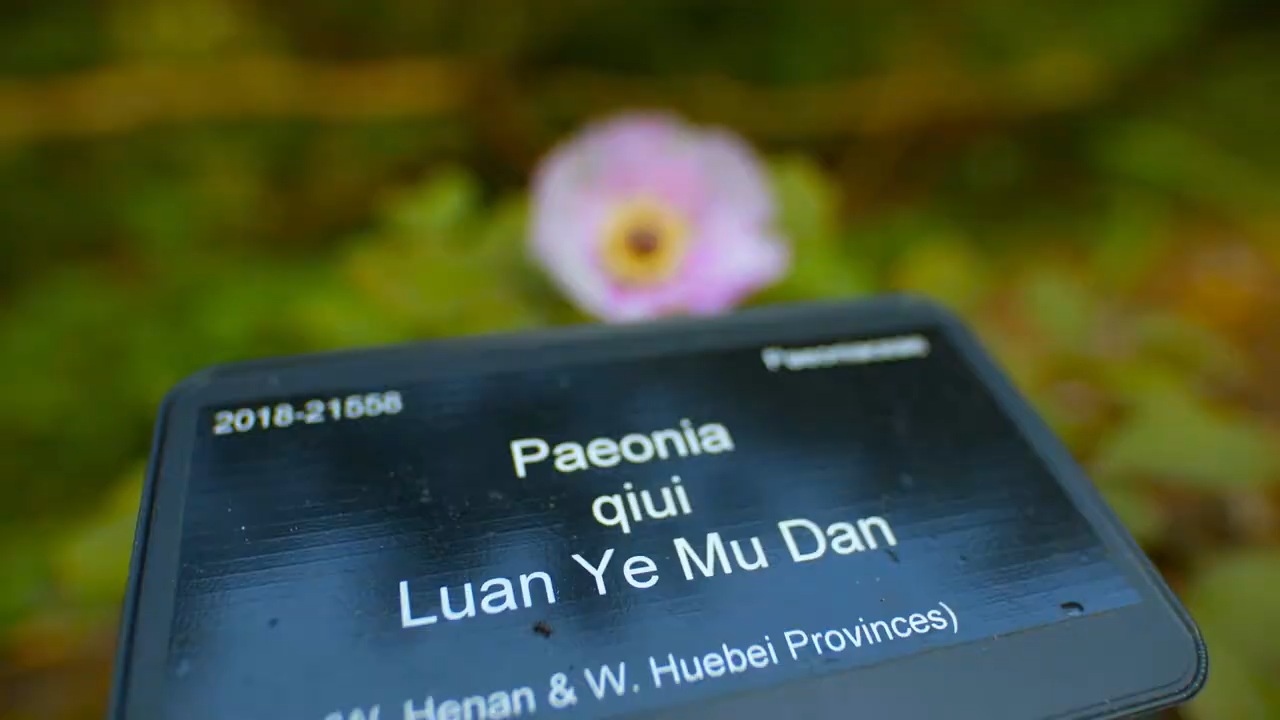 2018-21558
Paeonia
qiui
Luan Ye Mu Dan
W. Henan & W. Huebei Provinces)